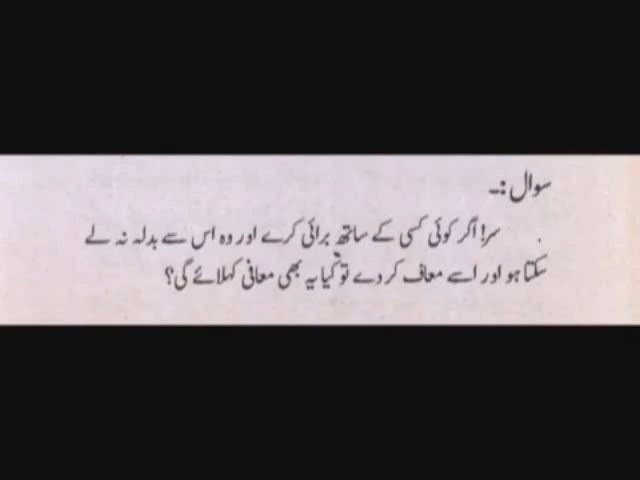 سوال :۔
سر! اگر کوئی کسی کے ساتھ برائی کرے اور وہ اس سے بدلہ نہ لے
سکتا ہو اور اسے معاف کر دے تو کیا یہ بھی معافی کہلائے گی؟